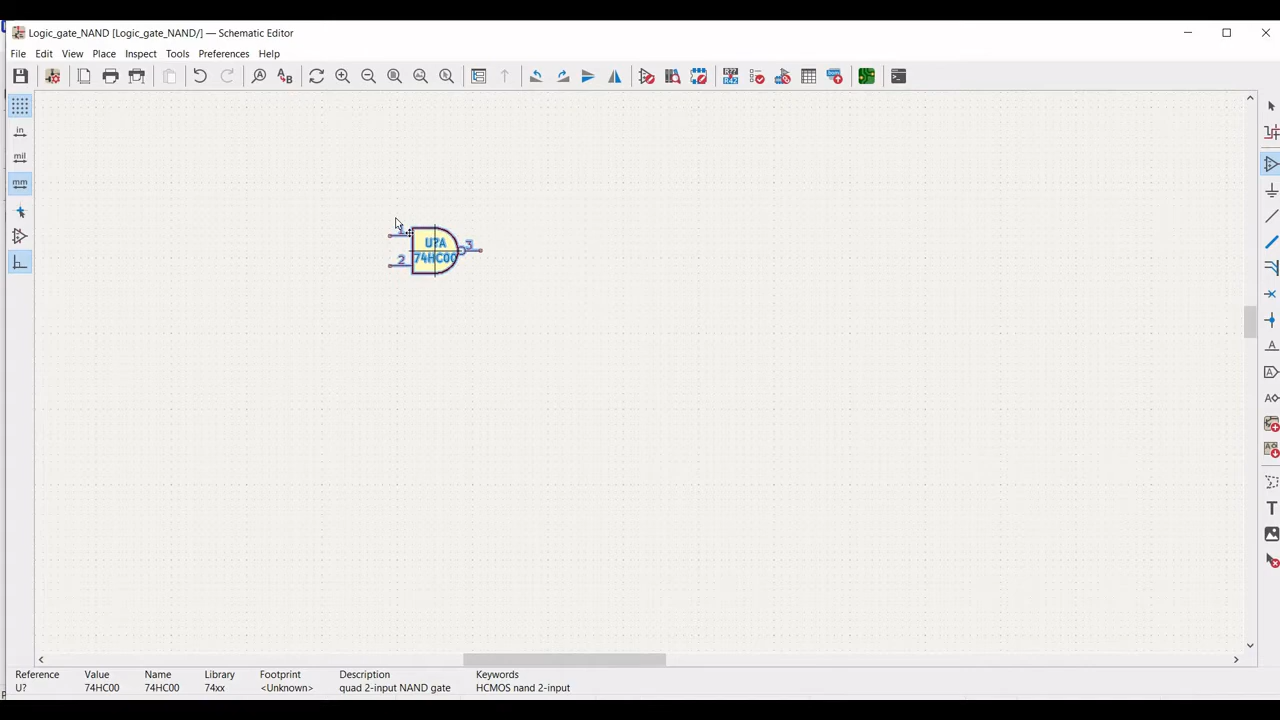 Logic_gate_NAND [Logic_gate_NAND/] — Schematic Editor
File Edit View Place Inspect Tools Preferences Help
in
mil
mm
1
U?A
3
74HC00
2
A
A
A
T
Reference Value Name Library Footprint Description Keywords
U? 74HC00 74HC00 74xx <Unknown> quad 2-input NAND gate HCMOS nand 2-input